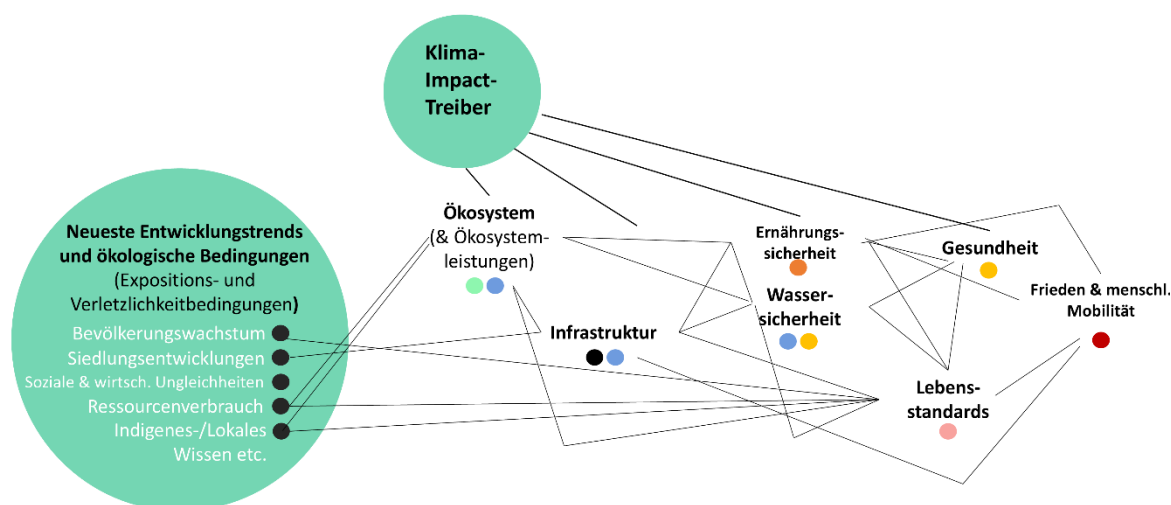 Klima-
Impact-
Treiber
Neueste Entwicklungstrends
und ökologische Bedingungen
(Expositions- und
Verletzlichkeitbedingungen)
Bevölkerungswachstum
Siedlungsentwicklungen
Soziale & wirtsch. Ungleichheiten
Ressourcenverbrauch
Indigenes-/Lokales
Wissen etc.
Ökosystem
(& Ökosystem-
leistungen)
Infrastruktur
Ernährungs-
sicherheit
Wasser-
sicherheit
Gesundheit
Frieden & menschl.
Mobilität
Lebens-
standards